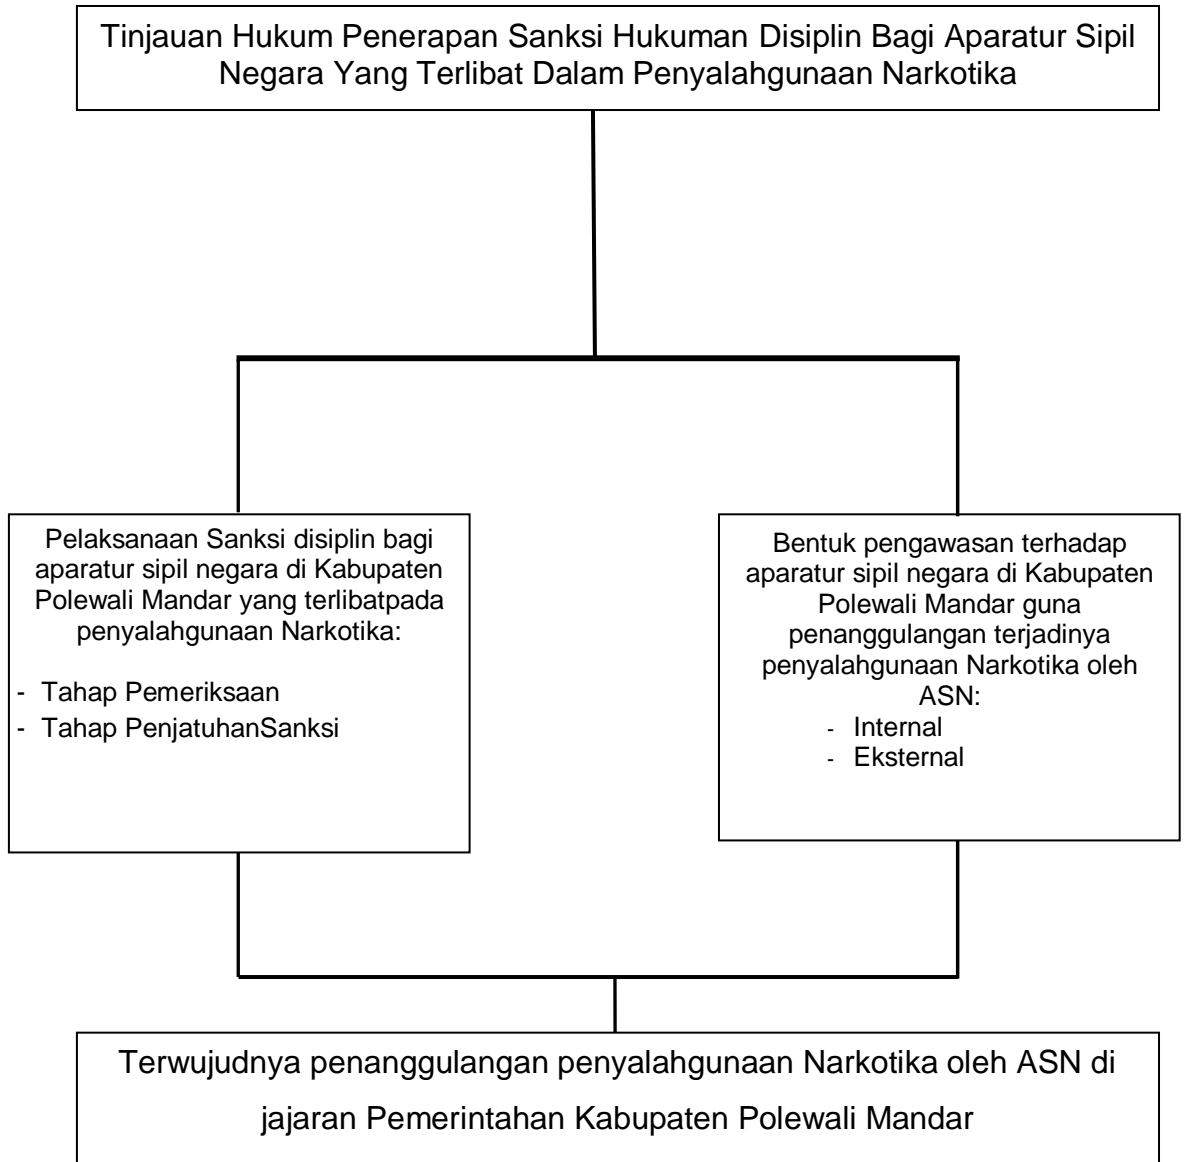 Tinjauan Hukum Penerapan Sanksi Hukuman Disiplin Bagi Aparatur Sipil
Negara Yang Terlibat Dalam Penyalahgunaan Narkotika
Pelaksanaan Sanksi disiplin bagi
aparatur sipil negara di Kabupaten
Polewali Mandar yang terlibatpada
penyalahgunaan Narkotika:
- Tahap Pemeriksaan
- Tahap PenjatuhanSanksi
Bentuk pengawasan terhadap
aparatur sipil negara di Kabupaten
Polewali Mandar guna
penanggulangan terjadinya
penyalahgunaan Narkotika oleh
ASN:
- Internal
- Eksternal
Terwujudnya penanggulangan penyalahgunaan Narkotika oleh ASN di
jajaran Pemerintahan Kabupaten Polewali Mandar